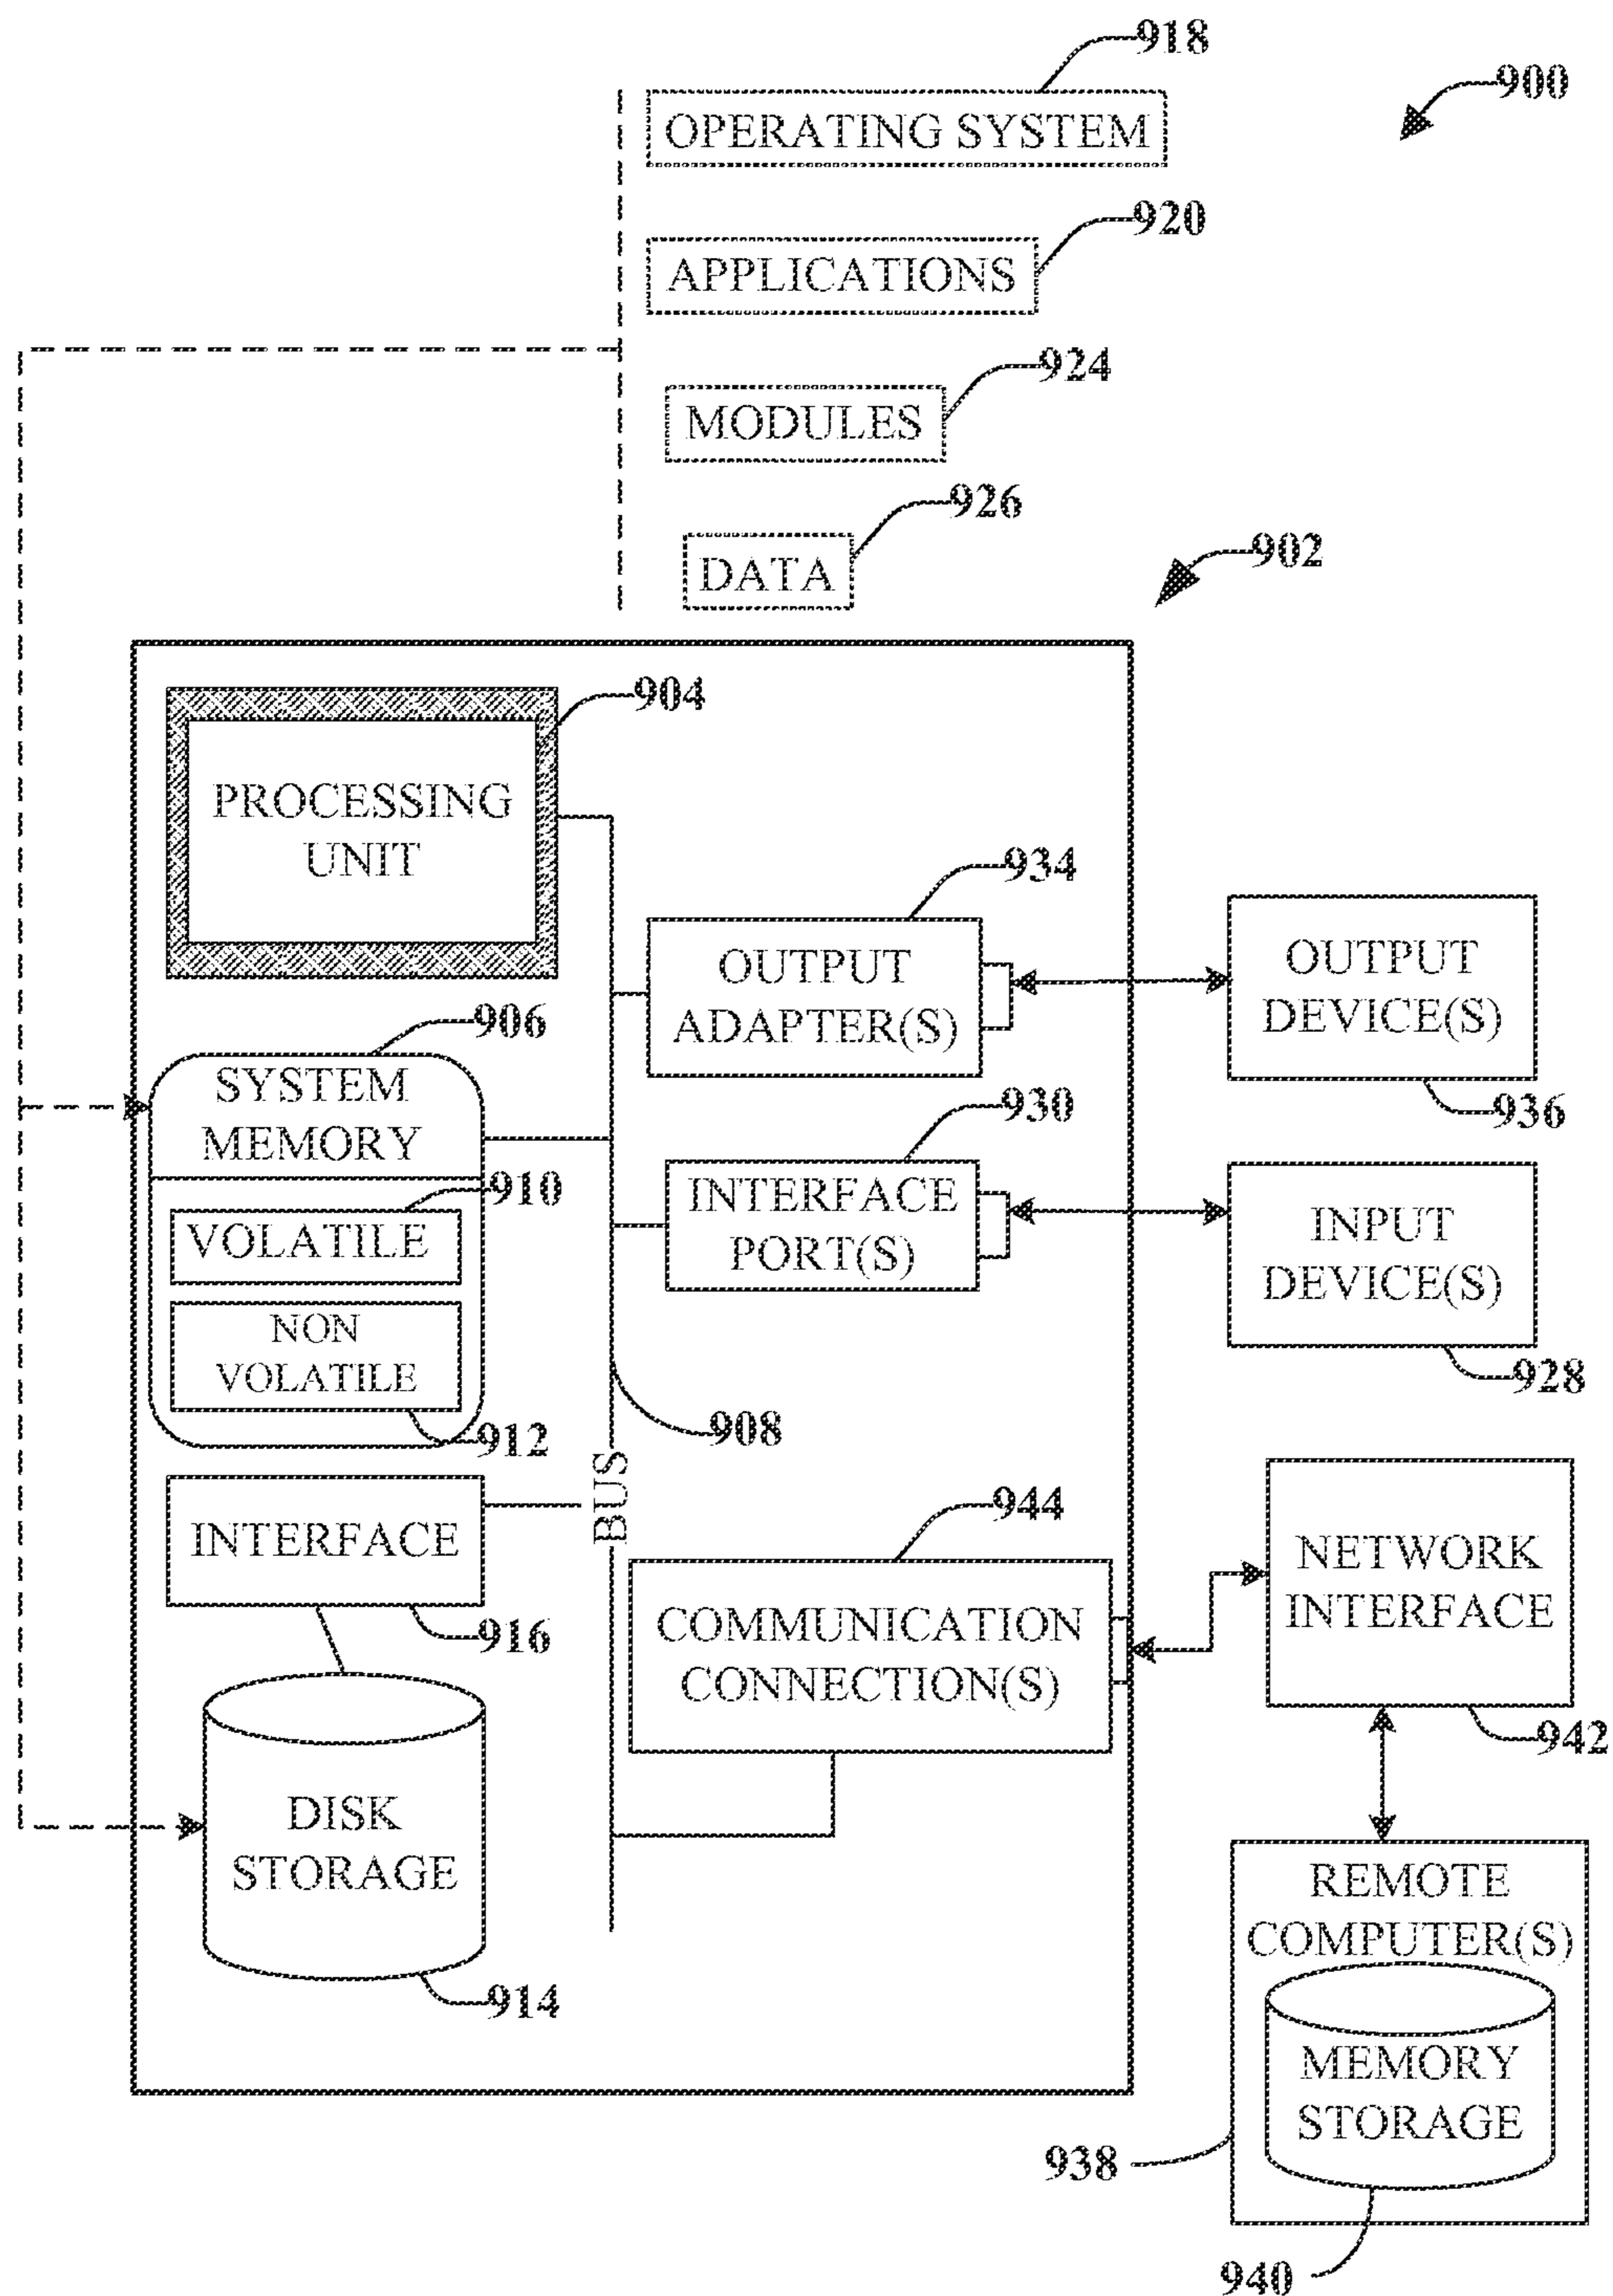 918
900
OPERATING SYSTEM
920
APPLICATIONS
924
MODULES
926
DATA
902
904
PROCESSING
UNIT
934
OUTPUT
ADAPTER(S)
OUTPUT
DEVICE(S)
936
906
SYSTEM
MEMORY
910
VOLATILE
NON
VOLATILE
912
930
INTERFACE
PORT(S)
INPUT
DEVICE(S)
928
908
BUS
INTERFACE
916
944
COMMUNICATION
CONNECTION(S)
NETWORK
INTERFACE
942
DISK
STORAGE
914
REMOTE
COMPUTER(S)
MEMORY
STORAGE
938
940